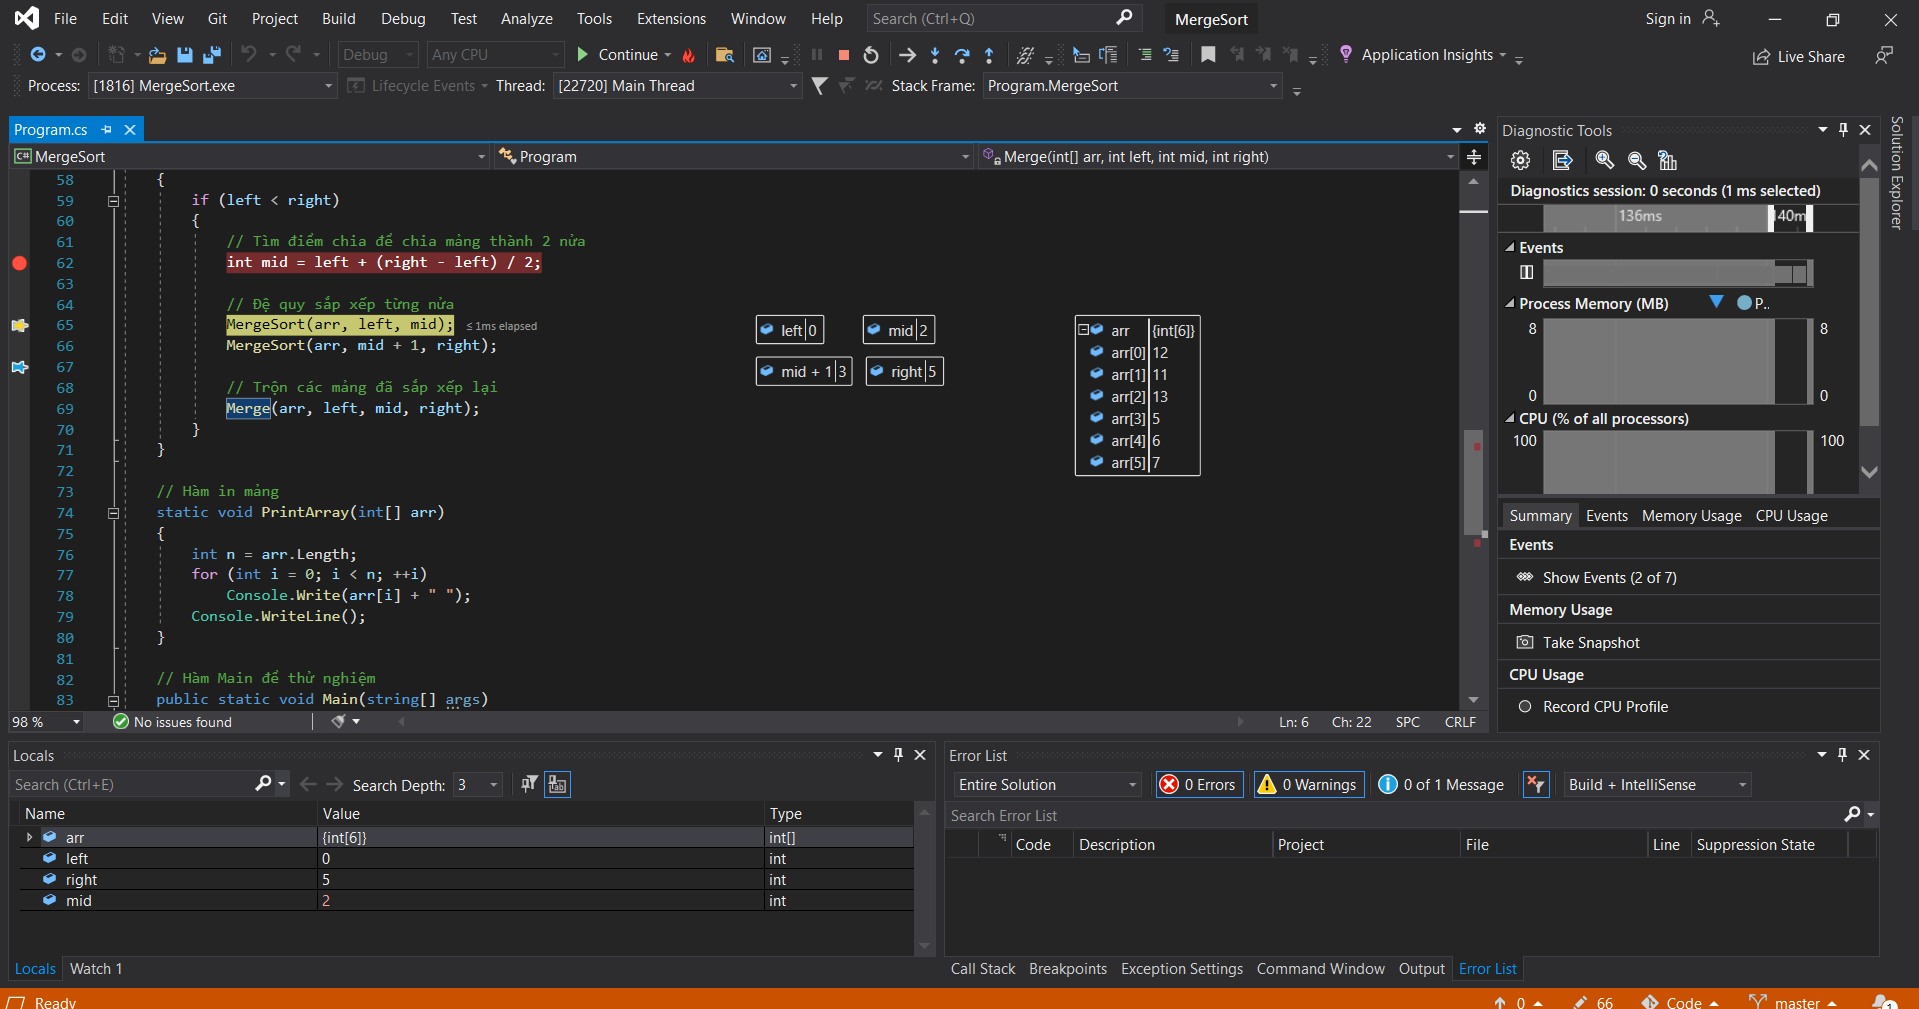 File Edit View Git Project Build Debug Test Analyze Tools Extensions Window Help Search (Ctrl+Q) MergeSort Sign in
Debug Any CPU Continue Application Insights Live Share
Process: [1816] MergeSort.exe Lifecycle Events Thread: [22720] Main Thread Stack Frame: Program.MergeSort
Program.cs
C# MergeSort Program Merge(int[] arr, int left, int mid, int right)
58 {
59 if (left < right)
60 {
61 // Tìm điểm chia để chia mảng thành 2 nửa
62 int mid = left + (right - left) / 2;
63
64 // Đệ quy sắp xếp từng nửa
65 MergeSort(arr, left, mid); ≤ 1ms elapsed
66 MergeSort(arr, mid + 1, right);
67
68 // Trộn các mảng đã sắp xếp lại
69 Merge(arr, left, mid, right);
70 }
71 }
72
73 // Hàm in mảng
74 static void PrintArray(int[] arr)
75 {
76 int n = arr.Length;
77 for (int i = 0; i < n; ++i)
78 Console.Write(arr[i] + " ");
79 Console.WriteLine();
80 }
81
82 // Hàm Main để thử nghiệm
83 public static void Main(string[] args)
left 0 mid 2
mid + 1 3 right 5
arr {int[6]}
arr[0] 12
arr[1] 11
arr[2] 13
arr[3] 5
arr[4] 6
arr[5] 7
98 % No issues found Ln: 6 Ch: 22 SPC CRLF
Diagnostic Tools
Diagnostics session: 0 seconds (1 ms selected)
136ms 140m
Events
Process Memory (MB) P..
8 8
0 0
CPU (% of all processors)
100 100
Summary Events Memory Usage CPU Usage
Events
Show Events (2 of 7)
Memory Usage
Take Snapshot
CPU Usage
Record CPU Profile
Solution Explorer
Locals
Search (Ctrl+E) Search Depth: 3
Name Value Type
arr {int[6]} int[]
left 0 int
right 5 int
mid 2 int
Locals Watch 1
Error List
Entire Solution 0 Errors 0 Warnings 0 of 1 Message Build + IntelliSense
Search Error List
Code Description Project File Line Suppression State
Call Stack Breakpoints Exception Settings Command Window Output Error List
Ready 0 66 Code master 1